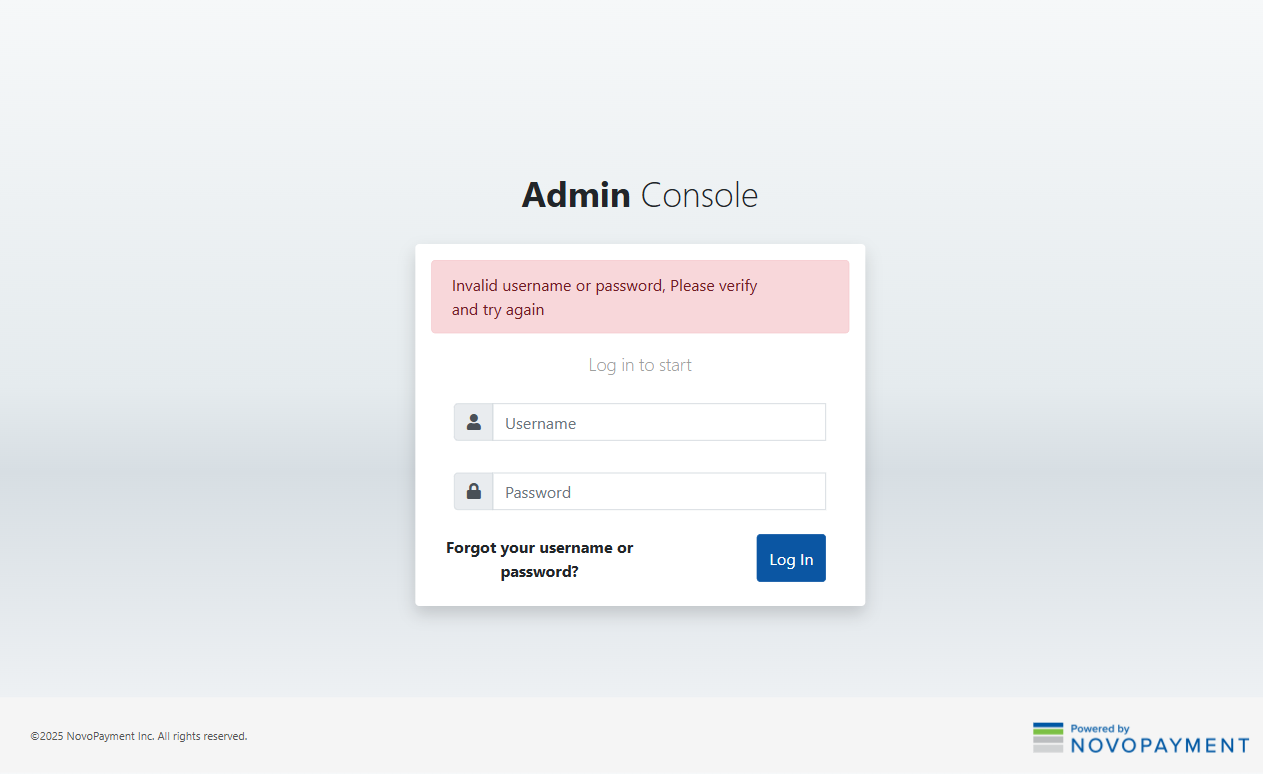 Admin Console
Invalid username or password, Please verify
and try again
Log in to start
Username
Password
Forgot your username or
password?
Log In
©2025 NovoPayment Inc. All rights reserved.
Powered by
NOVOPAYMENT